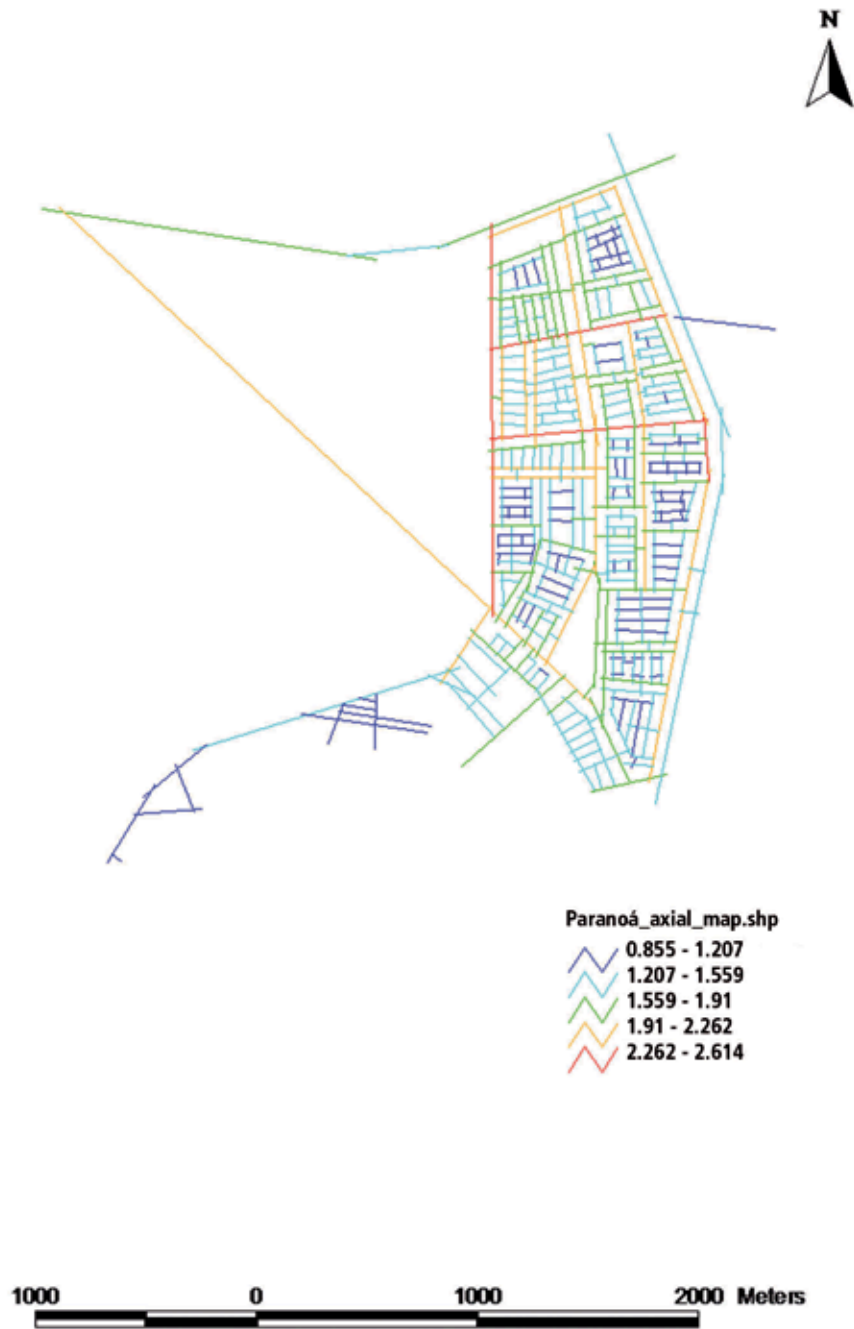 N
Paranoá_axial_map.shp
0.855 - 1.207
1.207 - 1.559
1.559 - 1.91
1.91 - 2.262
2.262 - 2.614
1000 0 1000 2000 Meters